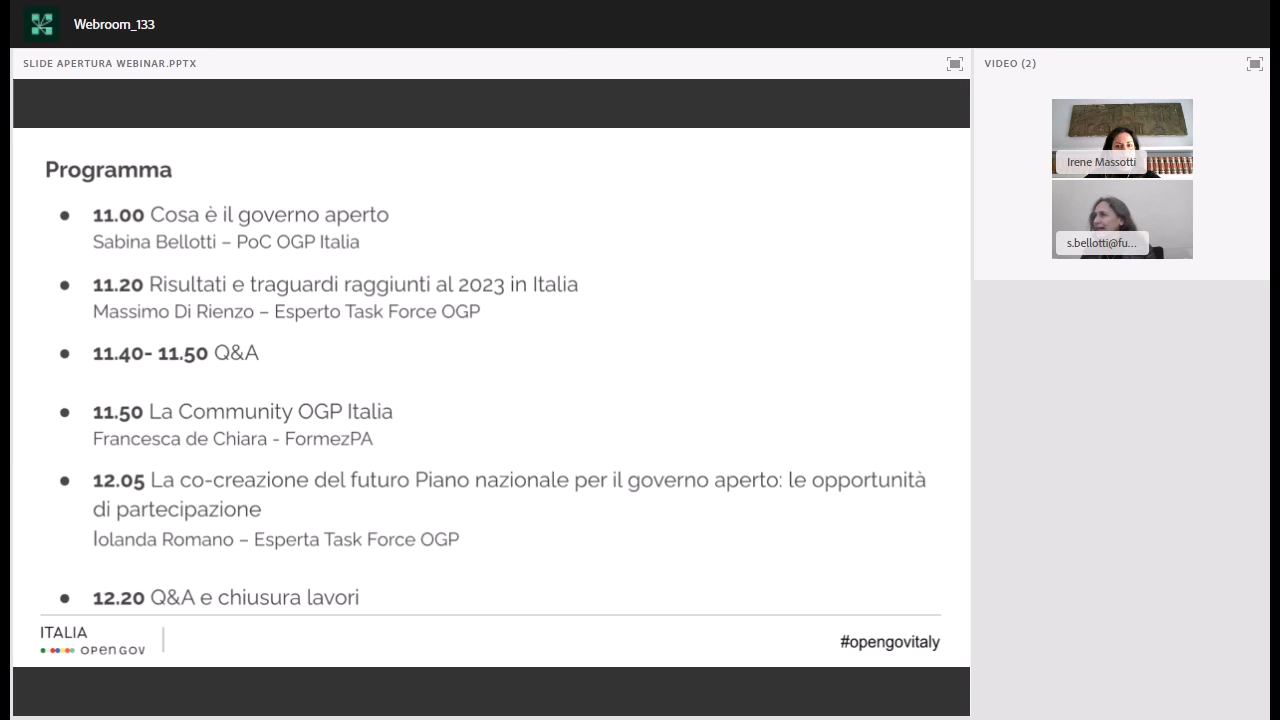 Webroom_133
SLIDE APERTURA WEBINAR.PPTX
VIDEO (2)
Programma
● 11.00 Cosa è il governo aperto
Sabina Bellotti – PoC OGP Italia
● 11.20 Risultati e traguardi raggiunti al 2023 in Italia
Massimo Di Rienzo – Esperto Task Force OGP
● 11.40- 11.50 Q&A
● 11.50 La Community OGP Italia
Francesca de Chiara - FormezPA
● 12.05 La co-creazione del futuro Piano nazionale per il governo aperto: le opportunità
di partecipazione
Iolanda Romano – Esperta Task Force OGP
● 12.20 Q&A e chiusura lavori
ITALIA
OPEN GOV
#opengovitaly
Irene Massotti
s.bellotti@fu...